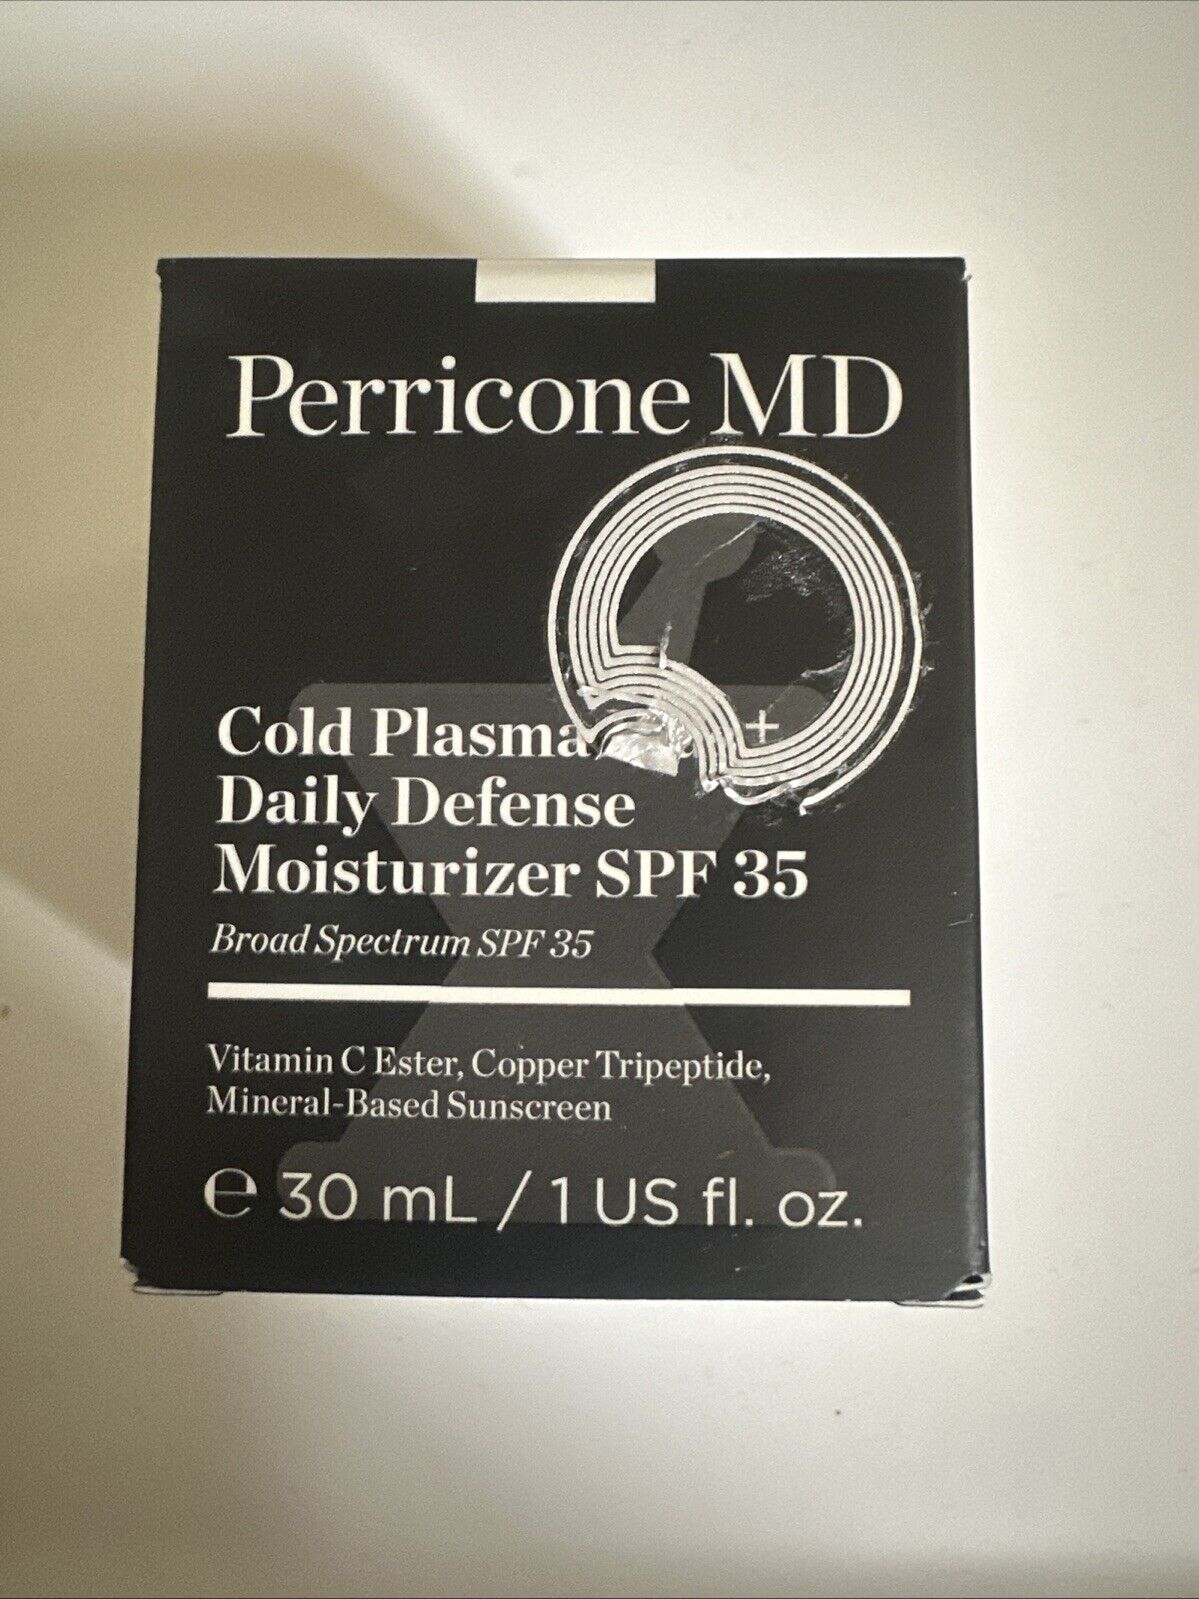 Perricone MD
Cold Plasma +
Daily Defense
Moisturizer SPF 35
Broad Spectrum SPF 35
Vitamin C Ester, Copper Tripeptide,
Mineral-Based Sunscreen
℮ 30 mL / 1 US fl. oz.